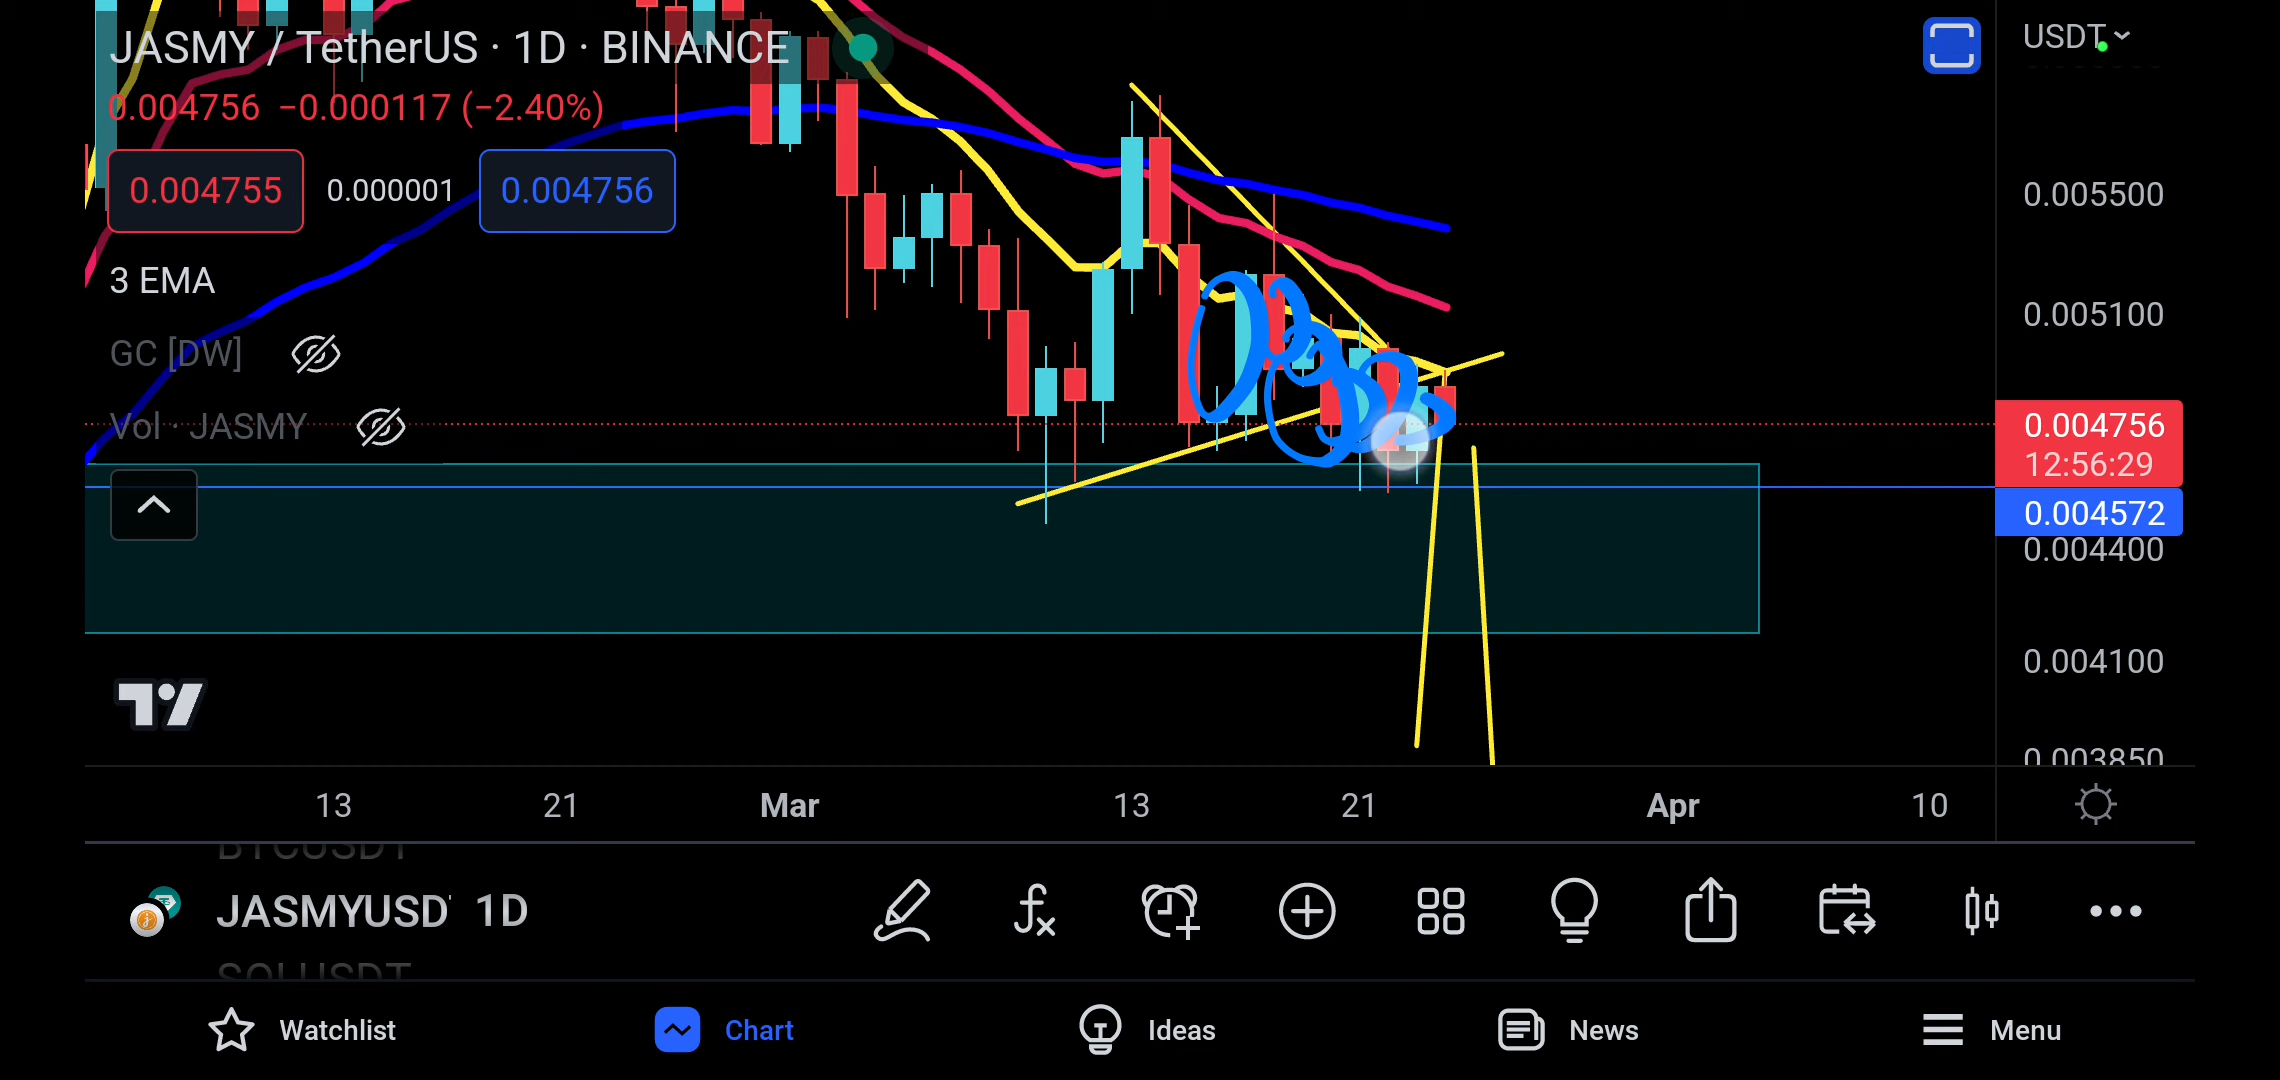 JASMY / TetherUS · 1D · BINANCE
USDT
0.004756 −0.000117 (−2.40%)
0.004755 0.000001 0.004756
0.005500
3 EMA
0.005100
GC [DW]
Vol · JASMY
0.004756
12:56:29
0.004572
0.004400
0.004100
0.003850
13 21 Mar 13 21 Apr 10
BTCUSDT
JASMYUSD 1D
SOLUSDT
Watchlist Chart Ideas News Menu